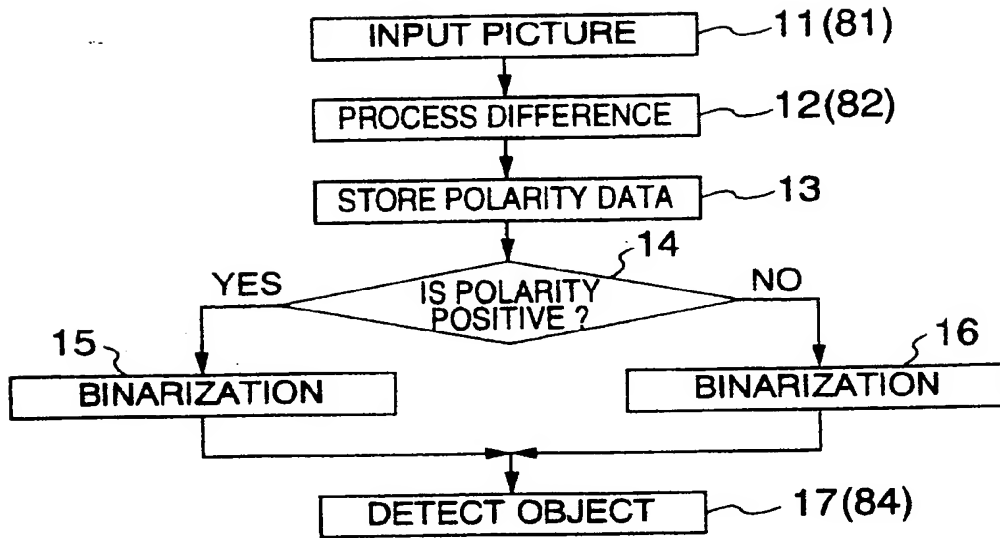 INPUT PICTURE
11(81)
PROCESS DIFFERENCE
12(82)
STORE POLARITY DATA
13
14
YES
IS POLARITY
POSITIVE ?
NO
15
BINARIZATION
16
BINARIZATION
DETECT OBJECT
17(84)